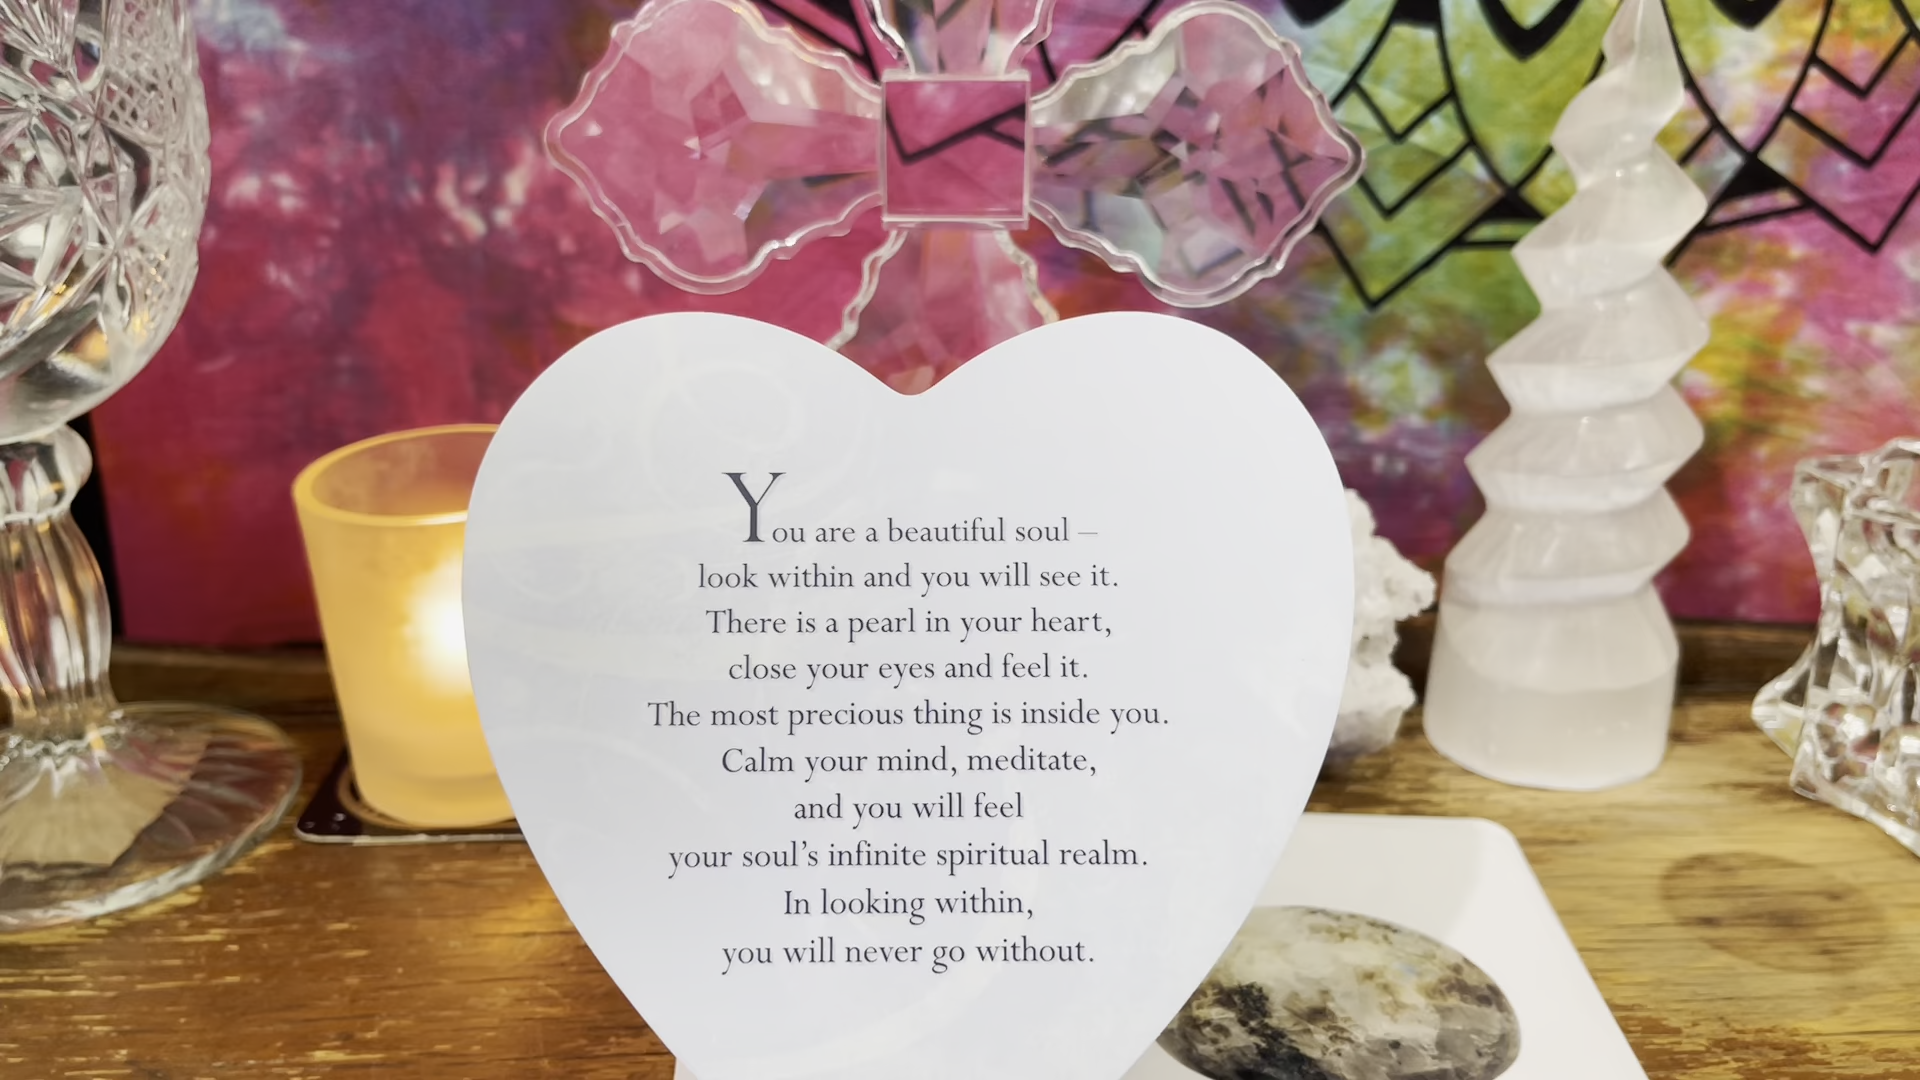 You are a beautiful soul –
look within and you will see it.
There is a pearl in your heart,
close your eyes and feel it.
The most precious thing is inside you.
Calm your mind, meditate,
and you will feel
your soul’s infinite spiritual realm.
In looking within,
you will never go without.